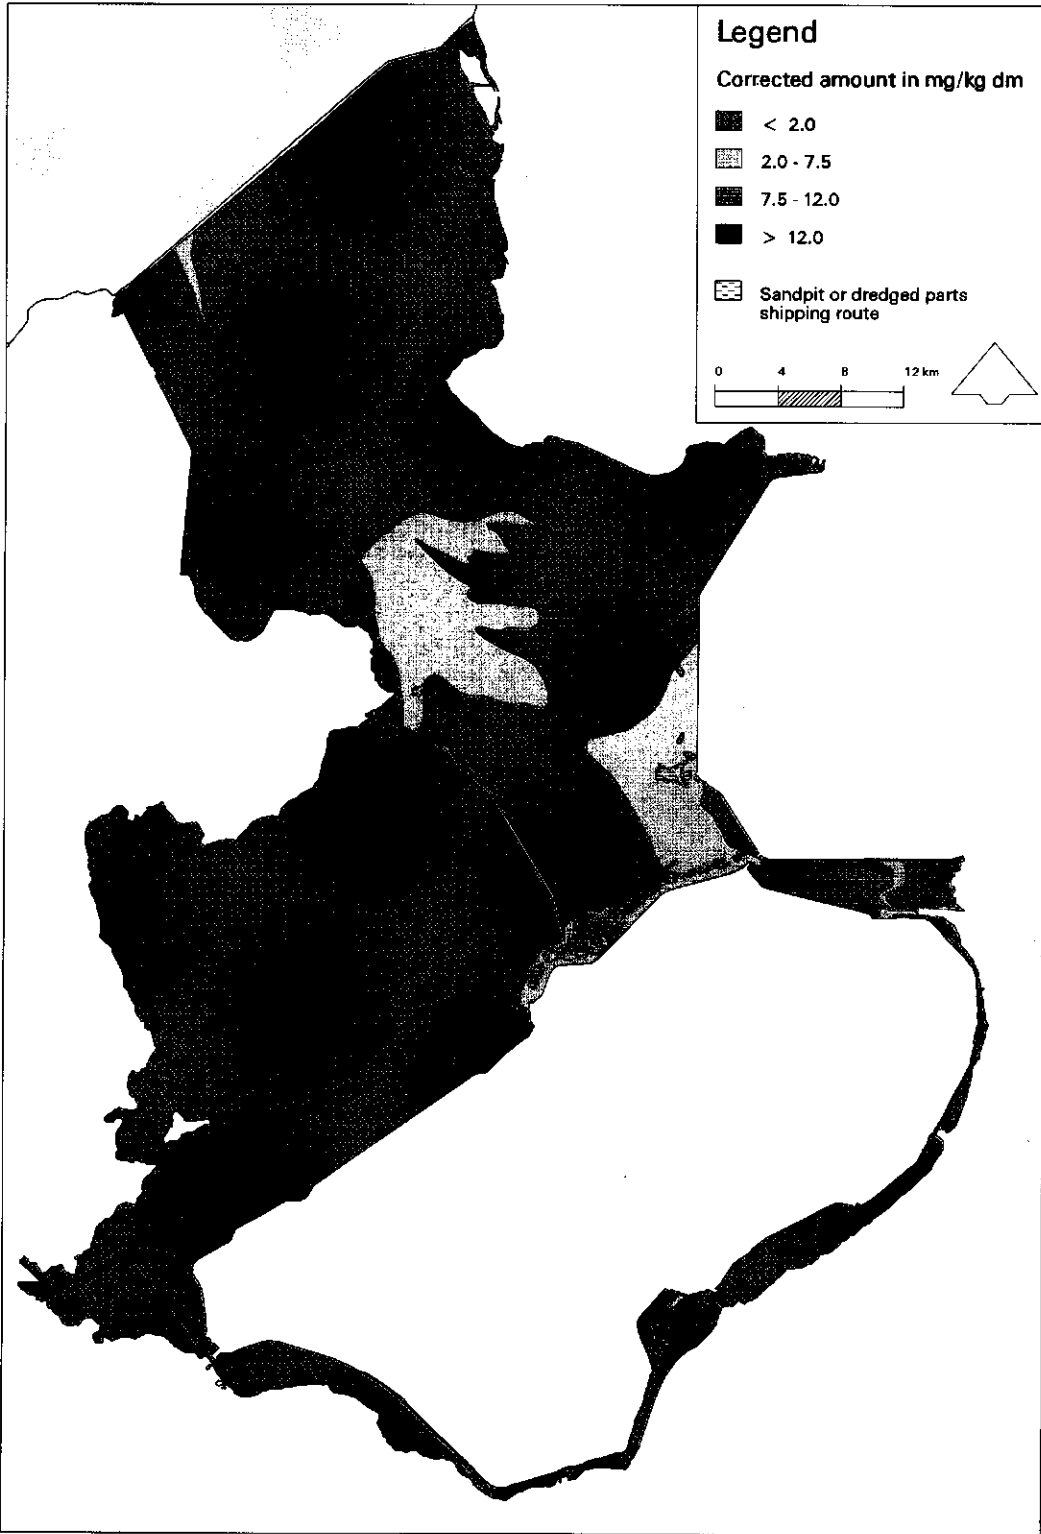 Legend
Corrected amount in mg/kg dm
< 2.0
2.0 - 7.5
7.5 - 12.0
> 12.0
Sandpit or dredged parts
shipping route
0 4 8 12 km